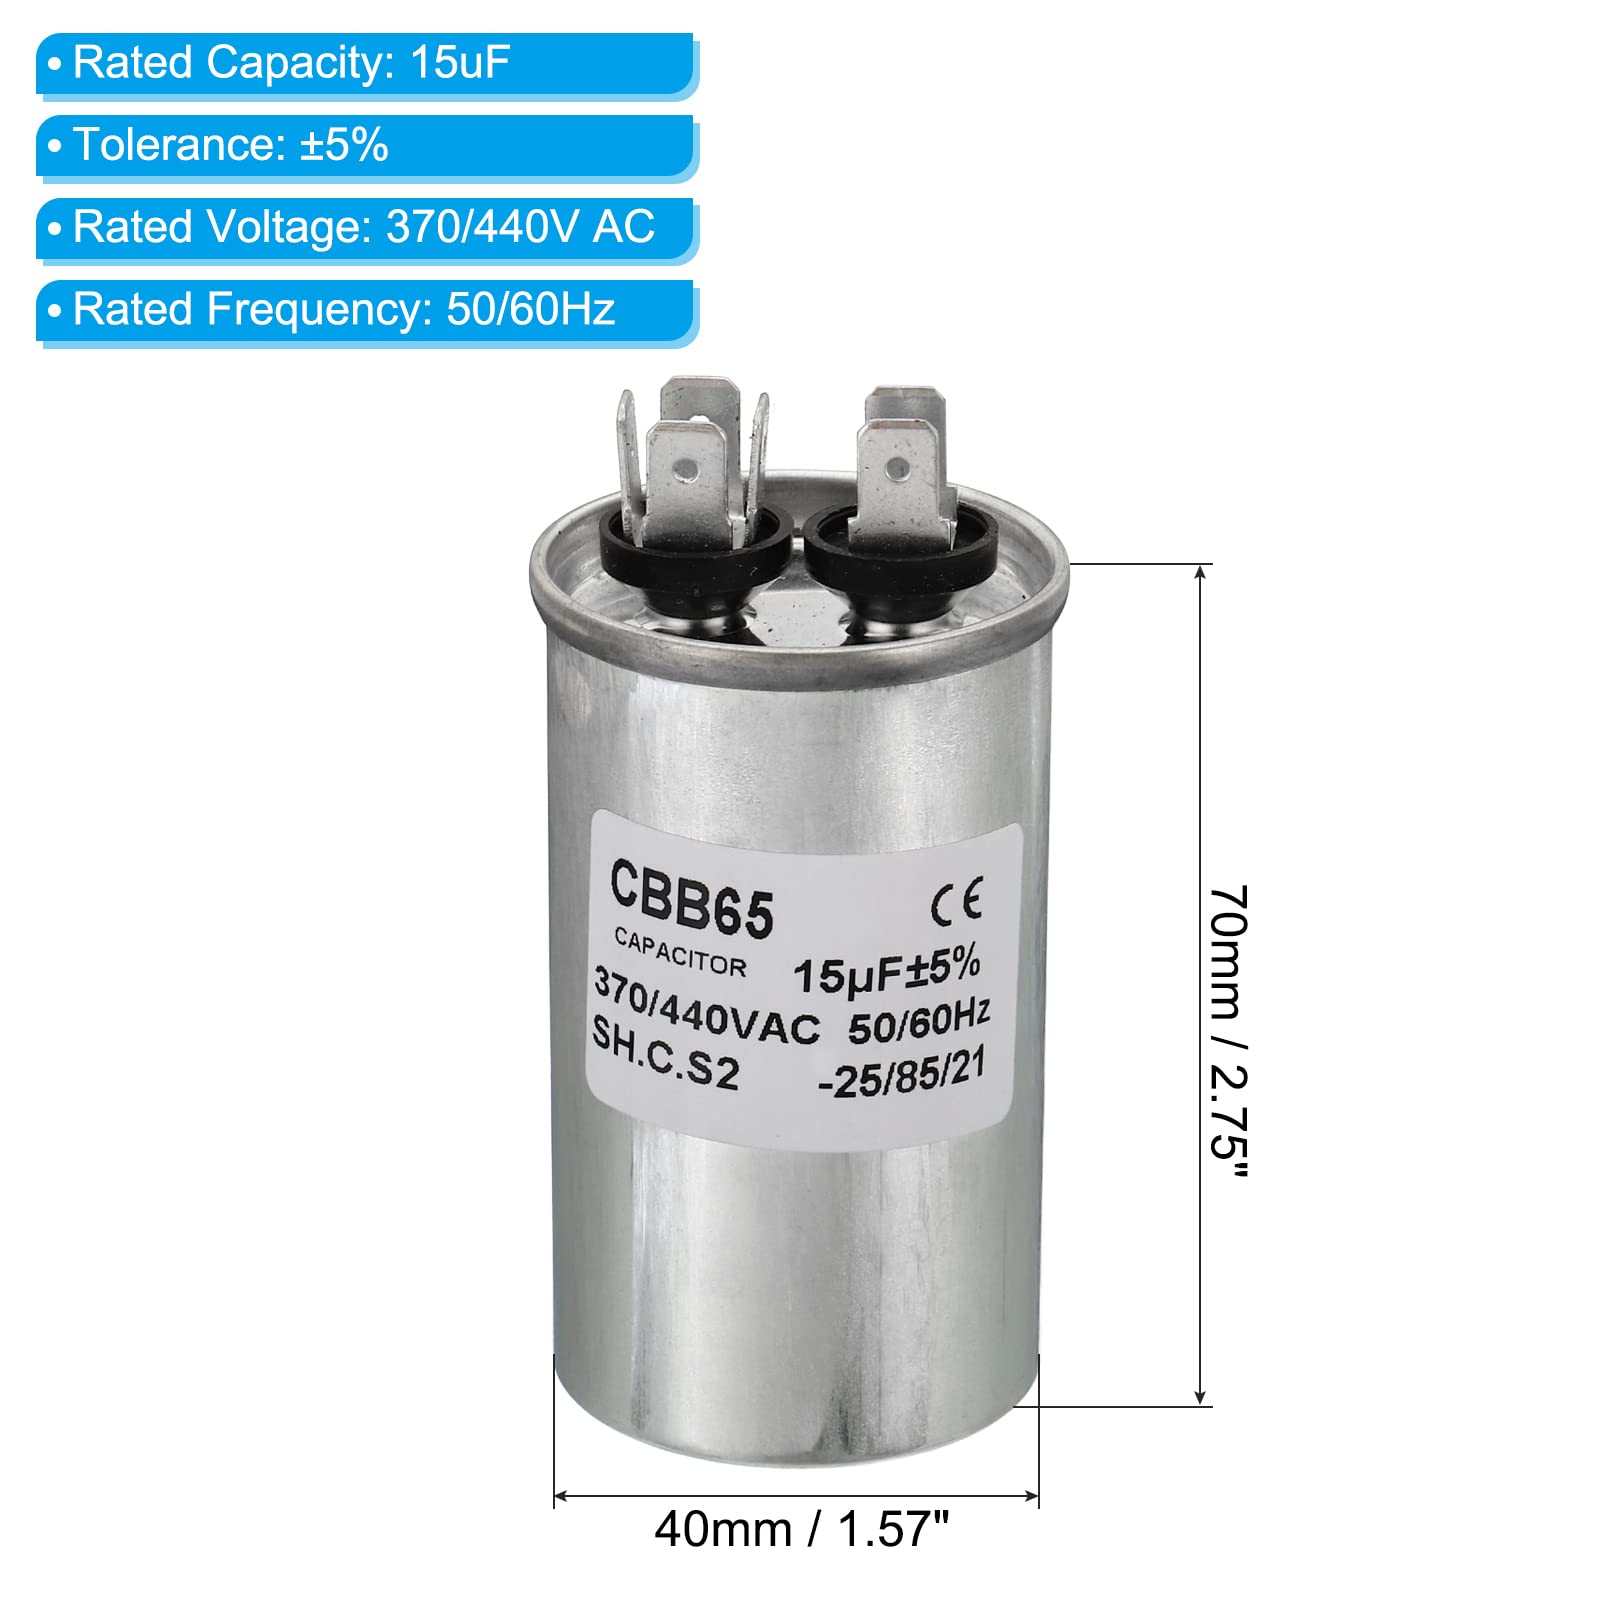 • Rated Capacity: 15uF
• Tolerance: ±5%
• Rated Voltage: 370/440V AC
• Rated Frequency: 50/60Hz
CBB65 CE
CAPACITOR 15µF±5%
370/440VAC 50/60Hz
SH.C.S2 -25/85/21
70mm / 2.75"
40mm / 1.57"